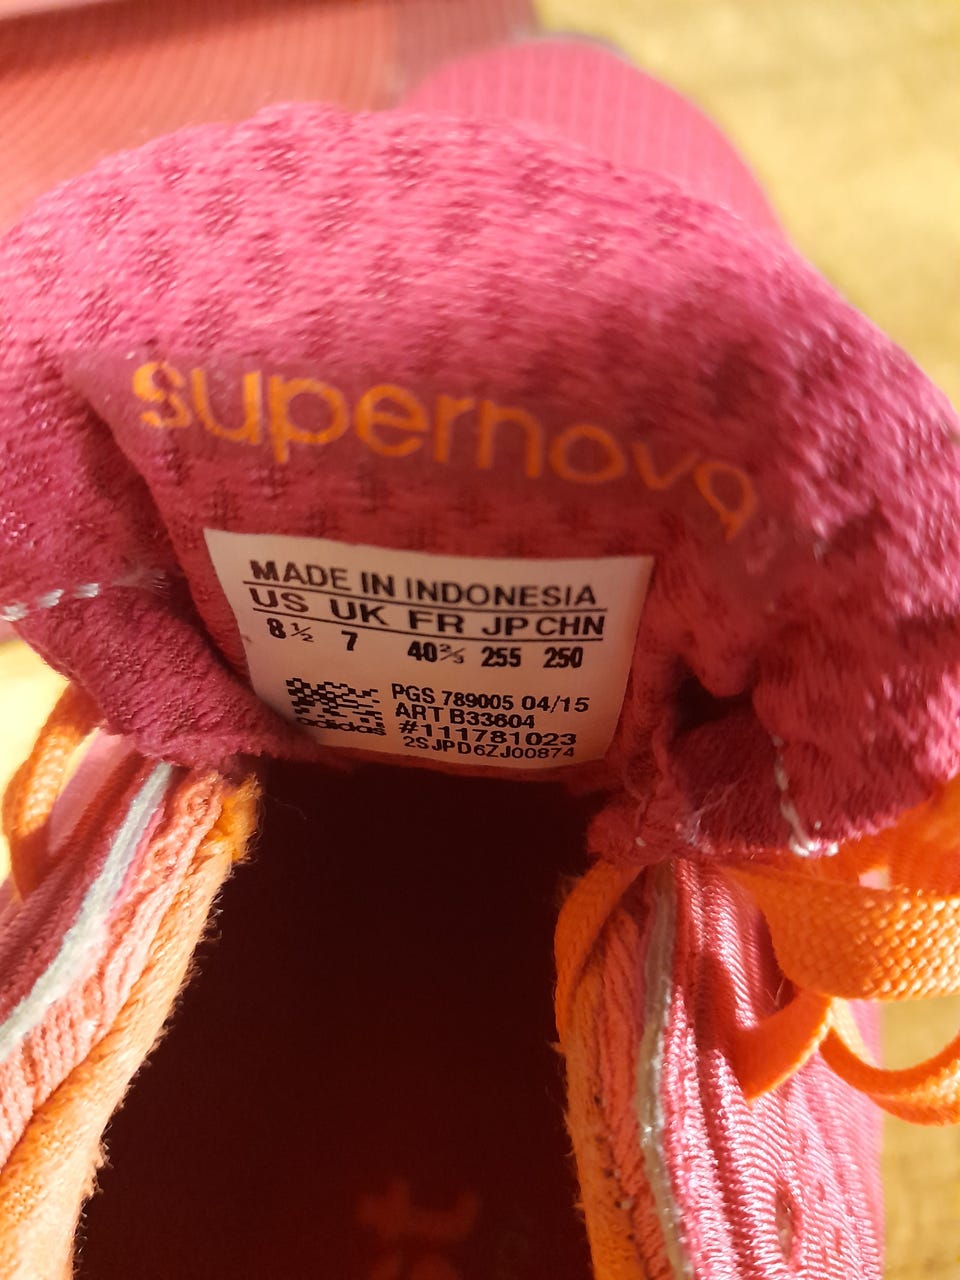 supernova
MADE IN INDONESIA
US UK FR JP CHN
8½ 7 40⅔ 255 250
PGS 789005 04/15
ART B33604
#111781023
2SJPD6ZJ00874
adidas